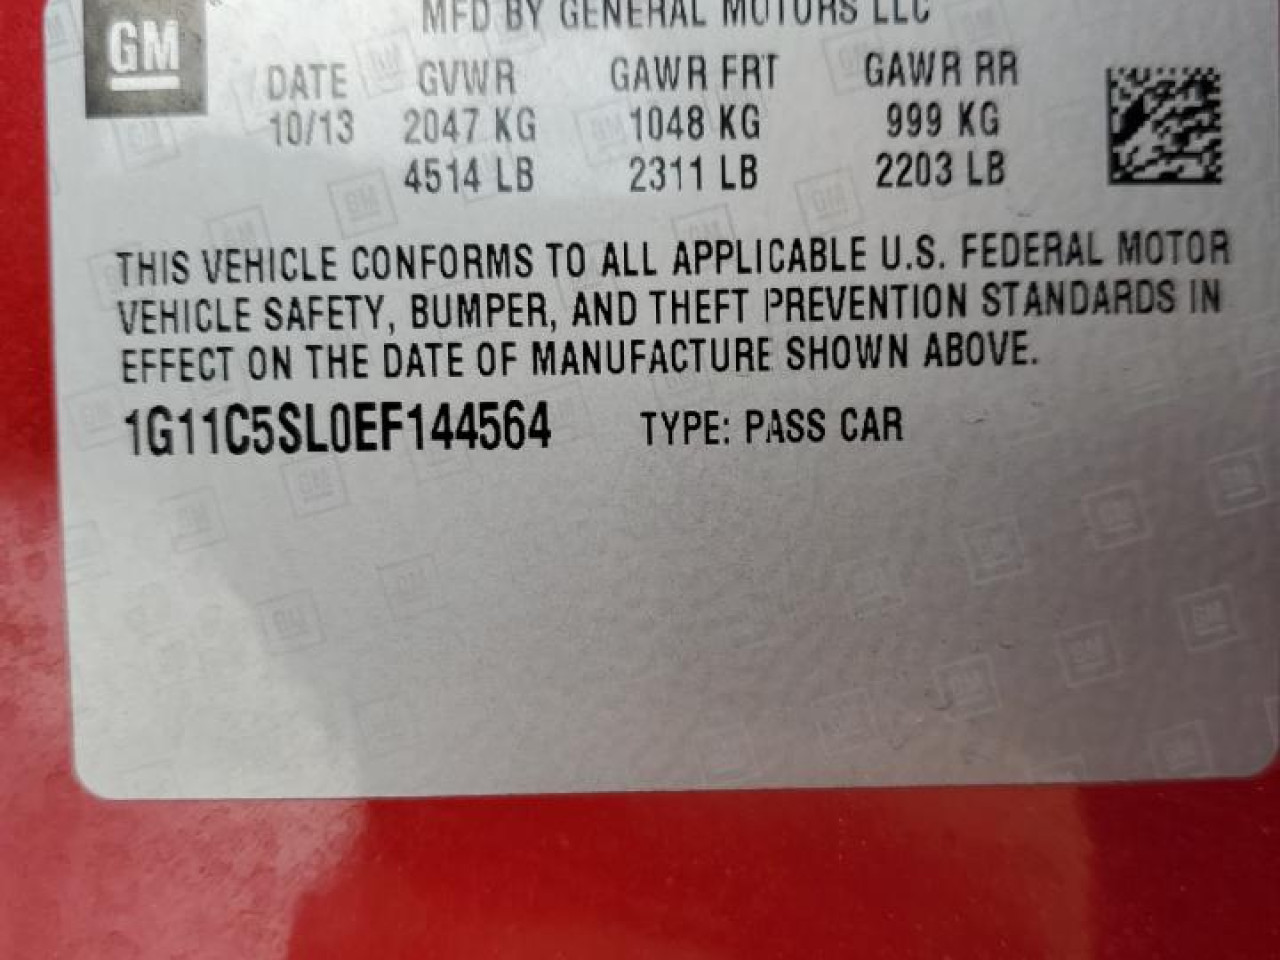 GM
MFD BY GENERAL MOTORS LLC
DATE GVWR GAWR FRT GAWR RR
10/13 2047 KG 1048 KG 999 KG
4514 LB 2311 LB 2203 LB
THIS VEHICLE CONFORMS TO ALL APPLICABLE U.S. FEDERAL MOTOR
VEHICLE SAFETY, BUMPER, AND THEFT PREVENTION STANDARDS IN
EFFECT ON THE DATE OF MANUFACTURE SHOWN ABOVE.
1G11C5SL0EF144564 TYPE: PASS CAR